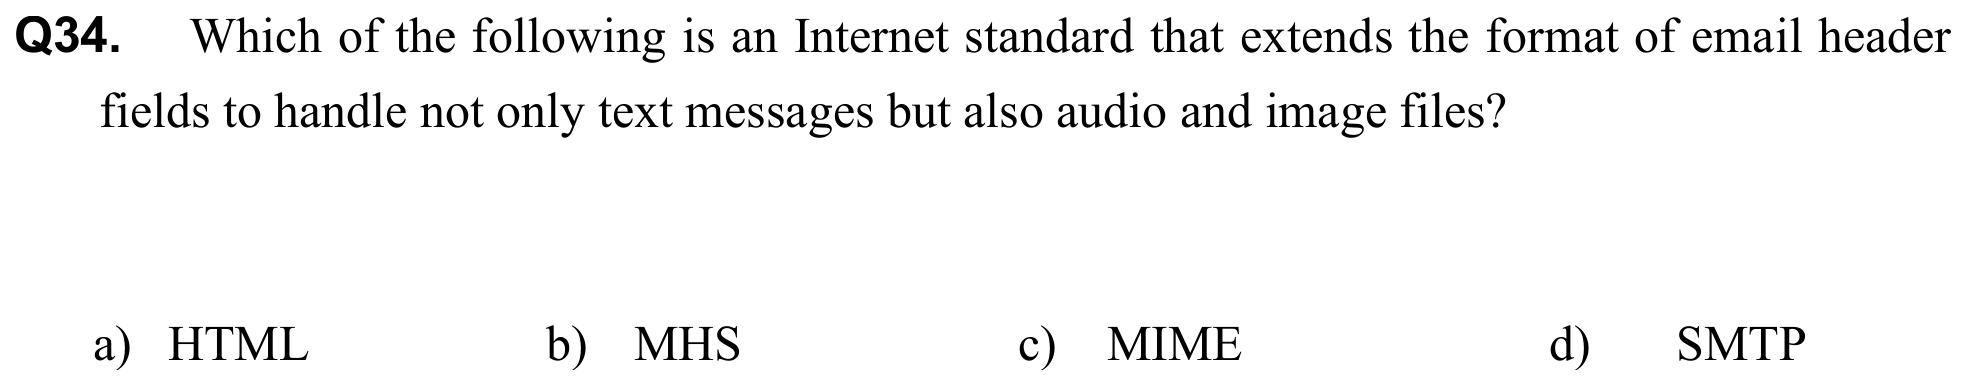 Q34. Which of the following is an Internet standard that extends the format of email header
fields to handle not only text messages but also audio and image files?
a) HTML b) MHS c) MIME d) SMTP